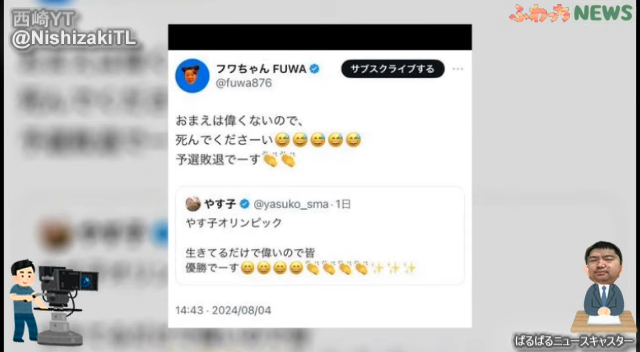 西崎YT
@NishizakiTL
ふわっちNEWS
フワちゃん FUWA
サブスクライブする
@fuwa876
おまえは偉くないので、
死んでくださーい😅😅😅😅😅
予選敗退でーす👏👏
やす子 @yasuko_sma·1日
やす子オリンピック
生きてるだけで偉いので皆
優勝でーす😀😀😀😀👏👏👏👏✨✨✨
14:43 · 2024/08/04
ぱるぱるニュースキャスター